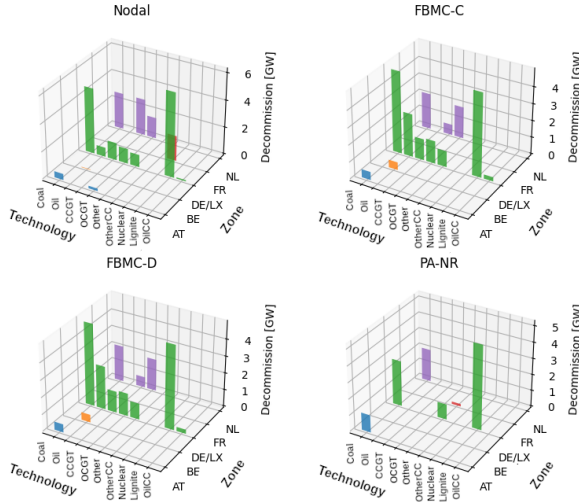 Nodal
6
4
2
0
Decommission [GW]
NL
FR
DE/LX
BE
AT
Zone
Coal
Oil
CCGT
OCGT
Other
OtherCC
Nuclear
Lignite
OilCC
Technology
FBMC-C
4
3
2
1
0
Decommission [GW]
NL
FR
DE/LX
BE
AT
Zone
Coal
Oil
CCGT
OCGT
Other
OtherCC
Nuclear
Lignite
OilCC
Technology
FBMC-D
4
3
2
1
0
Decommission [GW]
NL
FR
DE/LX
BE
AT
Zone
Coal
Oil
CCGT
OCGT
Other
OtherCC
Nuclear
Lignite
OilCC
Technology
PA-NR
5
4
3
2
1
0
Decommission [GW]
NL
FR
DE/LX
BE
AT
Zone
Coal
Oil
CCGT
OCGT
Other
OtherCC
Nuclear
Lignite
OilCC
Technology